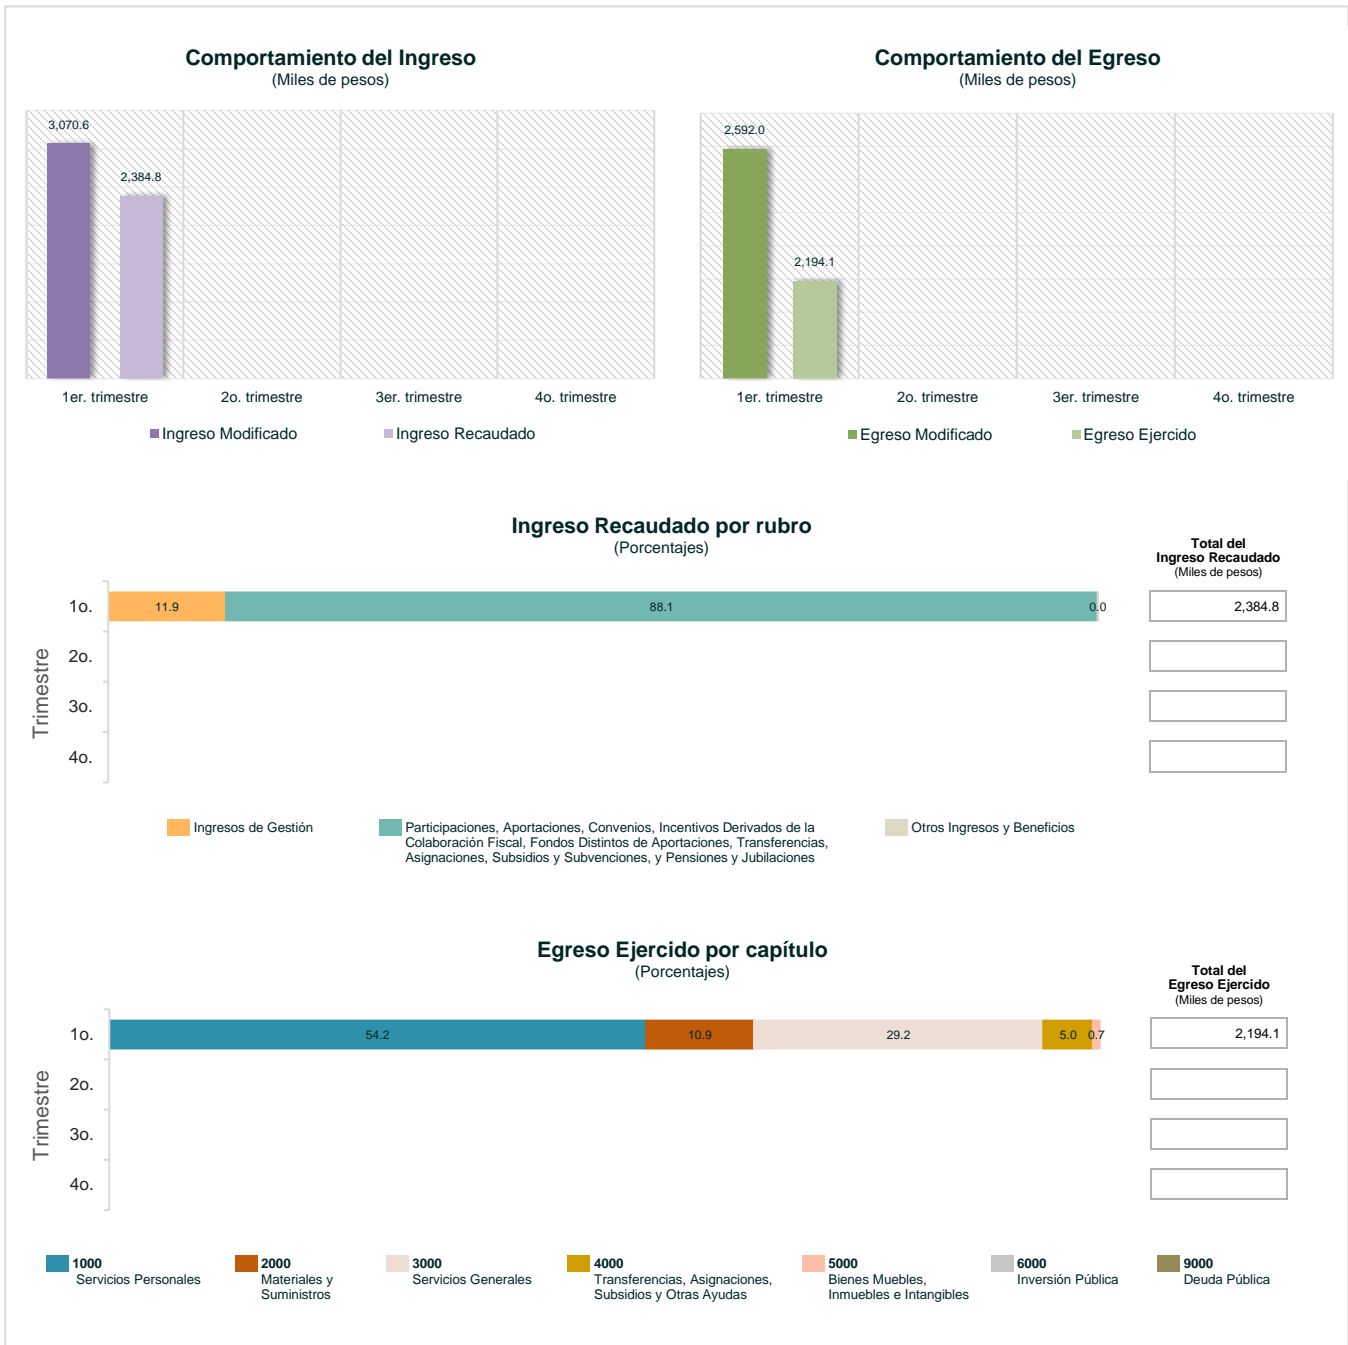 Comportamiento del Ingreso
(Miles de pesos)
3,070.6
2,384.8
1er. trimestre
2o. trimestre
3er. trimestre
4o. trimestre
Ingreso Modificado
Ingreso Recaudado
Comportamiento del Egreso
(Miles de pesos)
2,592.0
2,194.1
1er. trimestre
2o. trimestre
3er. trimestre
4o. trimestre
Egreso Modificado
Egreso Ejercido
Ingreso Recaudado por rubro
(Porcentajes)
Total del
Ingreso Recaudado
(Miles de pesos)
Trimestre
1o.
11.9
88.1
0.0
2,384.8
2o.
3o.
4o.
Ingresos de Gestión
Participaciones, Aportaciones, Convenios, Incentivos Derivados de la
Colaboración Fiscal, Fondos Distintos de Aportaciones, Transferencias,
Asignaciones, Subsidios y Subvenciones, y Pensiones y Jubilaciones
Otros Ingresos y Beneficios
Egreso Ejercido por capítulo
(Porcentajes)
Total del
Egreso Ejercido
(Miles de pesos)
Trimestre
1o.
54.2
10.9
29.2
5.0
0.7
2,194.1
2o.
3o.
4o.
1000
Servicios Personales
2000
Materiales y
Suministros
3000
Servicios Generales
4000
Transferencias, Asignaciones,
Subsidios y Otras Ayudas
5000
Bienes Muebles,
Inmuebles e Intangibles
6000
Inversión Pública
9000
Deuda Pública